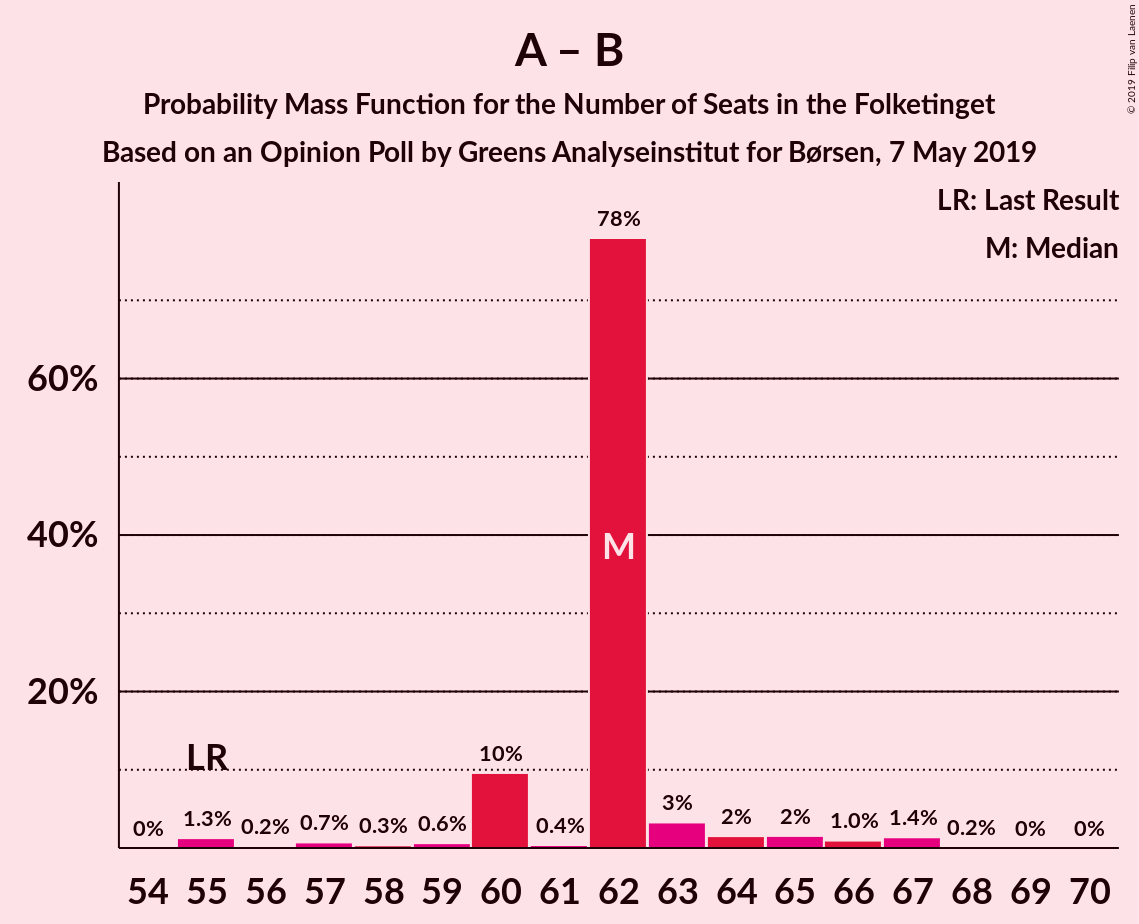 A – B
Probability Mass Function for the Number of Seats in the Folketinget
Based on an Opinion Poll by Greens Analyseinstitut for Børsen, 7 May 2019
© 2019 Filip van Laenen
LR: Last Result
M: Median
78%
60%
40%
M
20%
LR
10%
0% 1.3% 0.2% 0.7% 0.3% 0.6% 0.4% 3% 2% 2% 1.0% 1.4% 0.2% 0% 0%
54 55 56 57 58 59 60 61 62 63 64 65 66 67 68 69 70